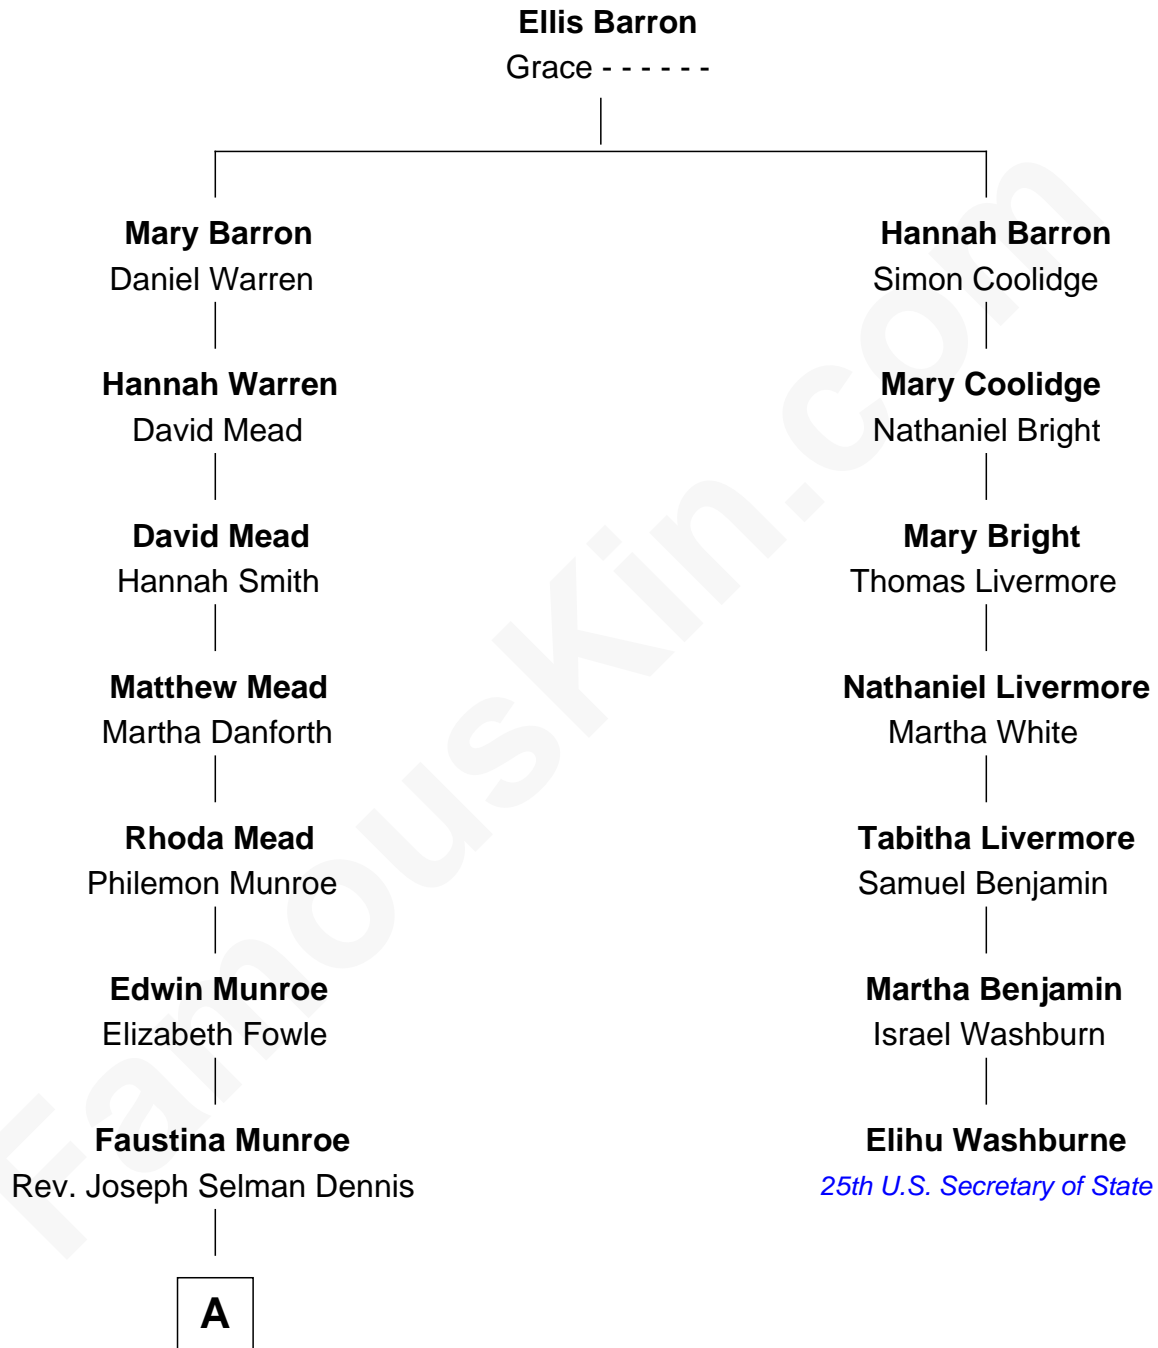 Ellis Barron
Grace - - - - - -
Mary Barron
Daniel Warren
Hannah Barron
Simon Coolidge
Hannah Warren
David Mead
Mary Coolidge
Nathaniel Bright
David Mead
Hannah Smith
Mary Bright
Thomas Livermore
Matthew Mead
Martha Danforth
Nathaniel Livermore
Martha White
Rhoda Mead
Philemon Munroe
Tabitha Livermore
Samuel Benjamin
Edwin Munroe
Elizabeth Fowle
Martha Benjamin
Israel Washburn
Faustina Munroe
Rev. Joseph Selman Dennis
Elihu Washburne
25th U.S. Secretary of State
A
FamousKin.com